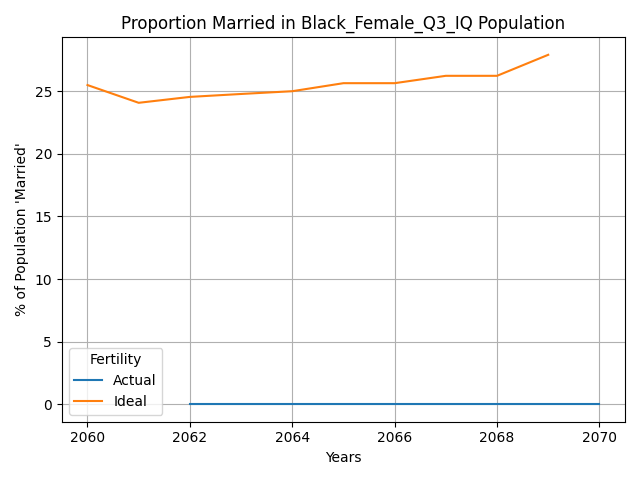 Proportion Married in Black_Female_Q3_IQ Population
% of Population 'Married'
25
20
15
10
5
0
Fertility
Actual
Ideal
2060 2062 2064 2066 2068 2070
Years